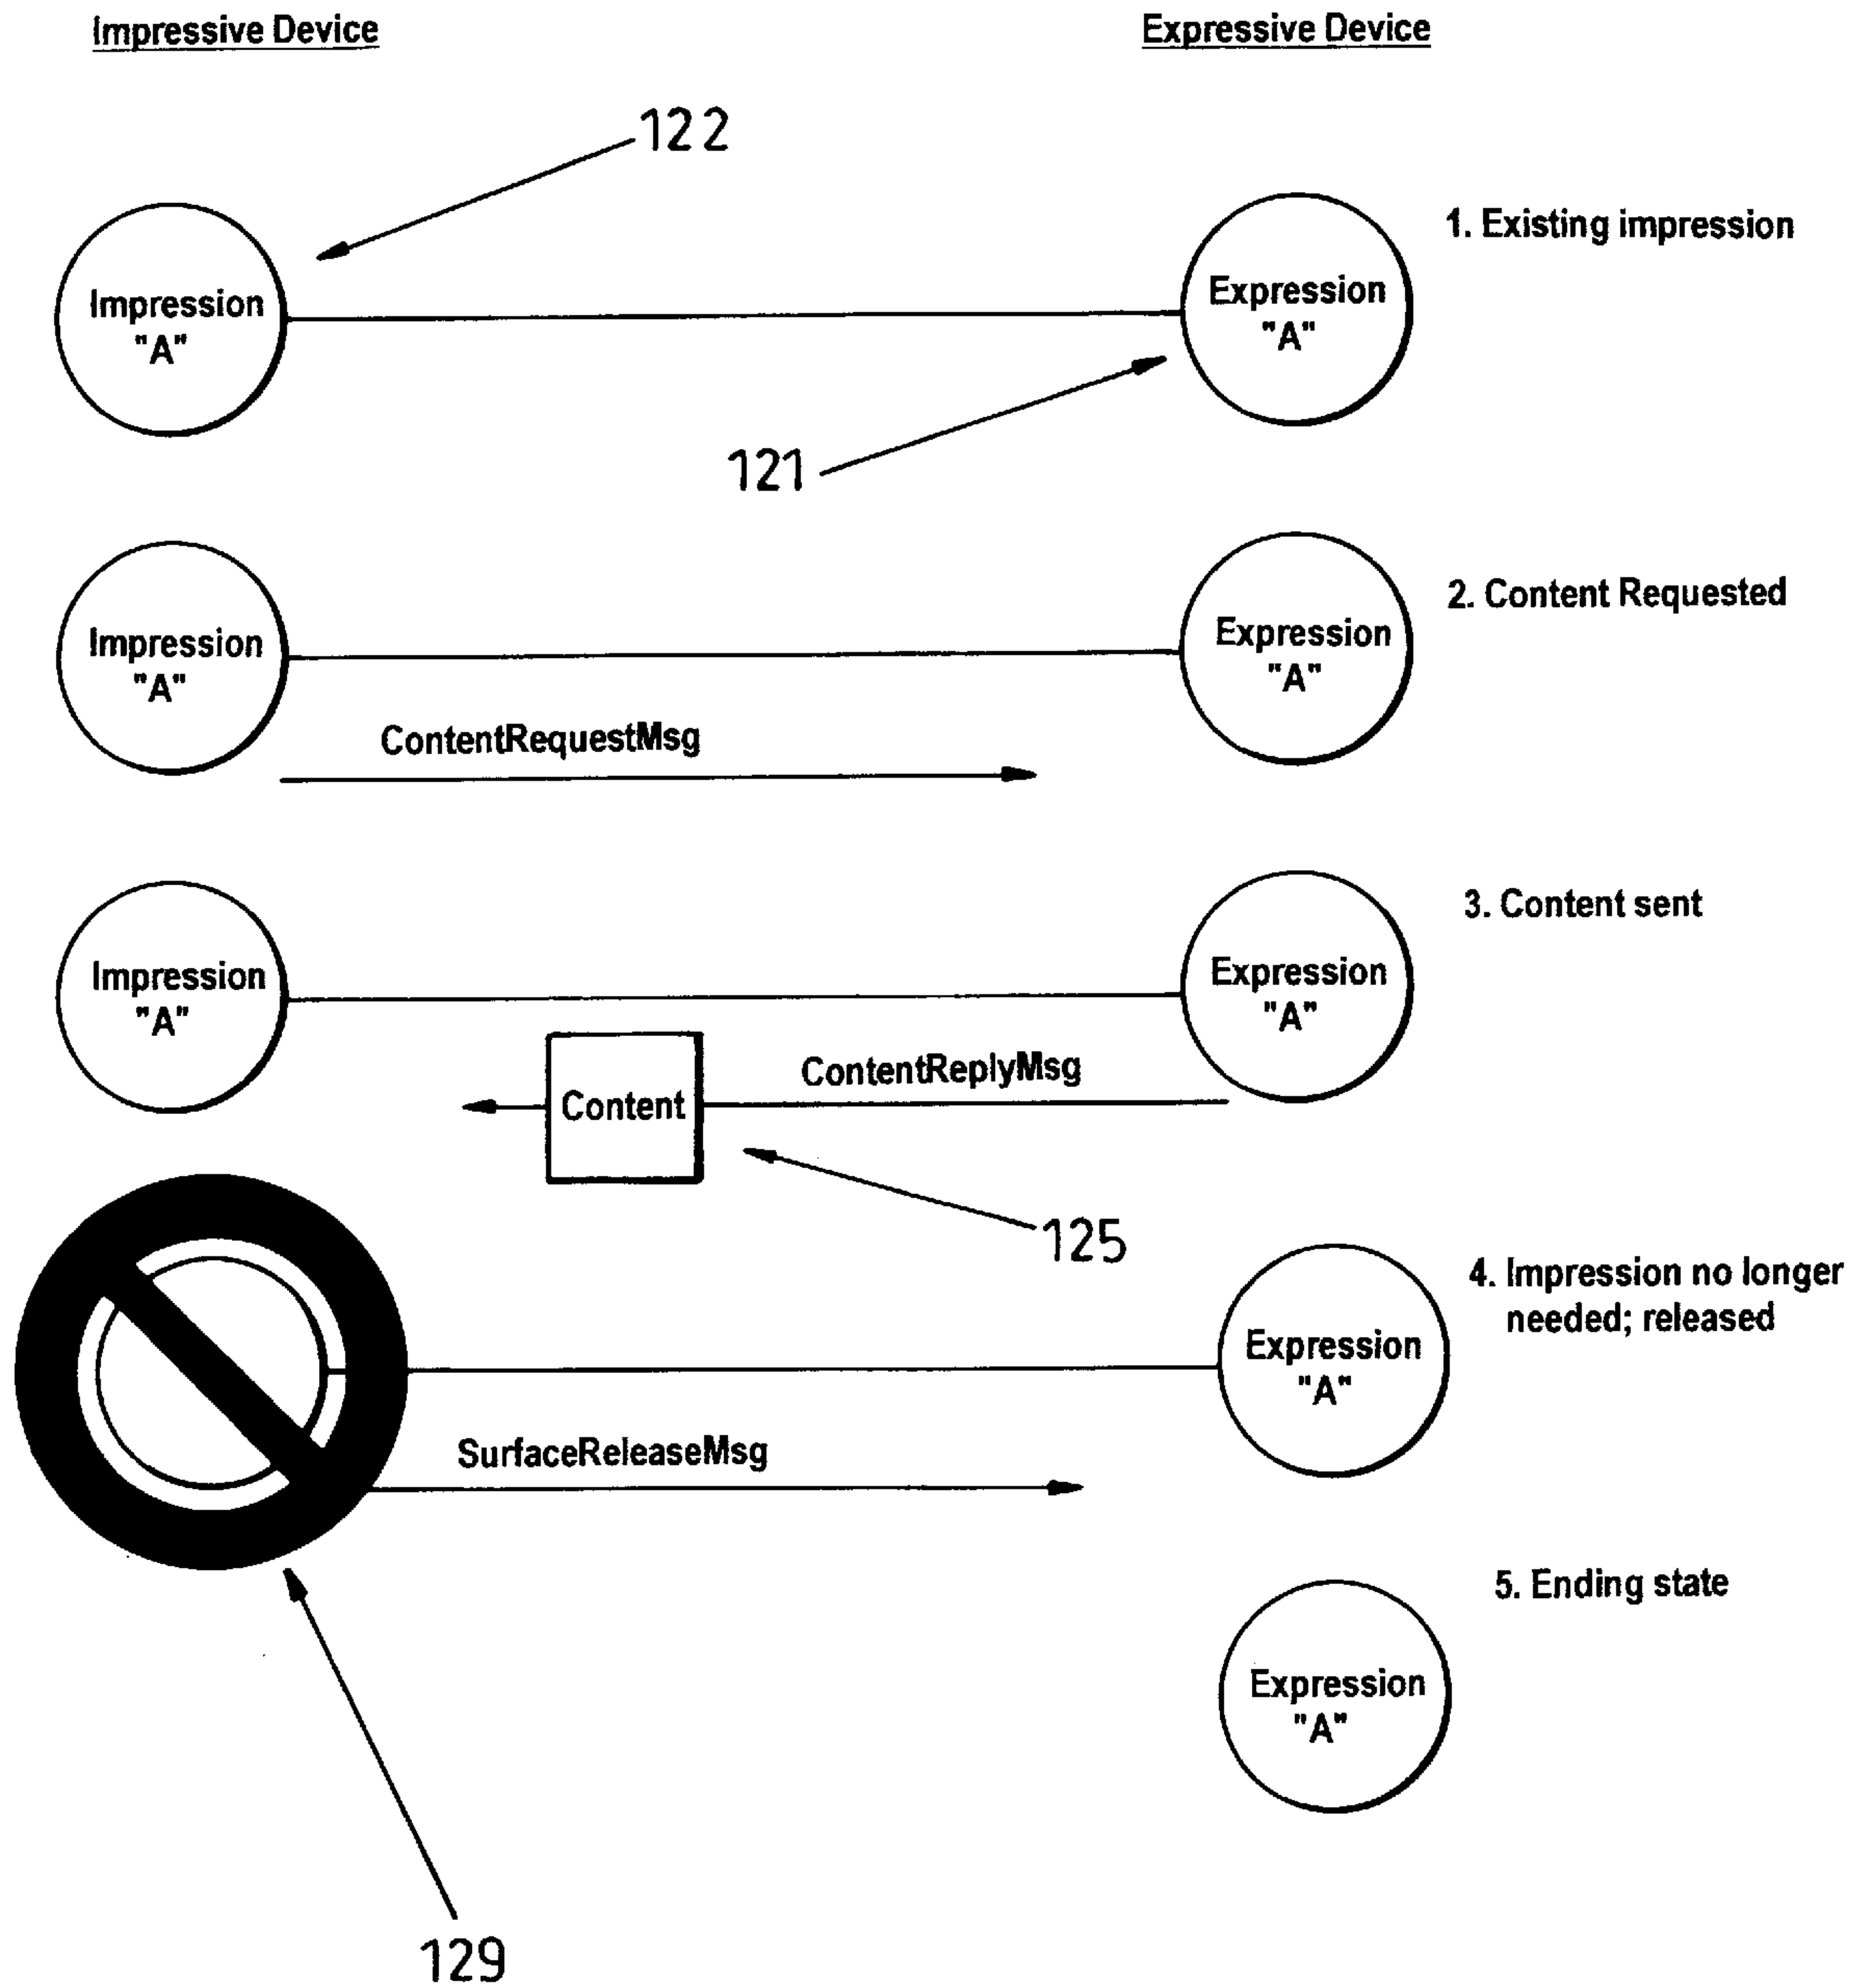 Impressive Device
Expressive Device
122
Impression
"A"
Expression
"A"
1. Existing impression
121
Impression
"A"
Expression
"A"
2. Content Requested
ContentRequestMsg
Impression
"A"
Expression
"A"
3. Content sent
ContentReplyMsg
Content
125
Expression
"A"
4. Impression no longer
needed; released
SurfaceReleaseMsg
5. Ending state
Expression
"A"
129